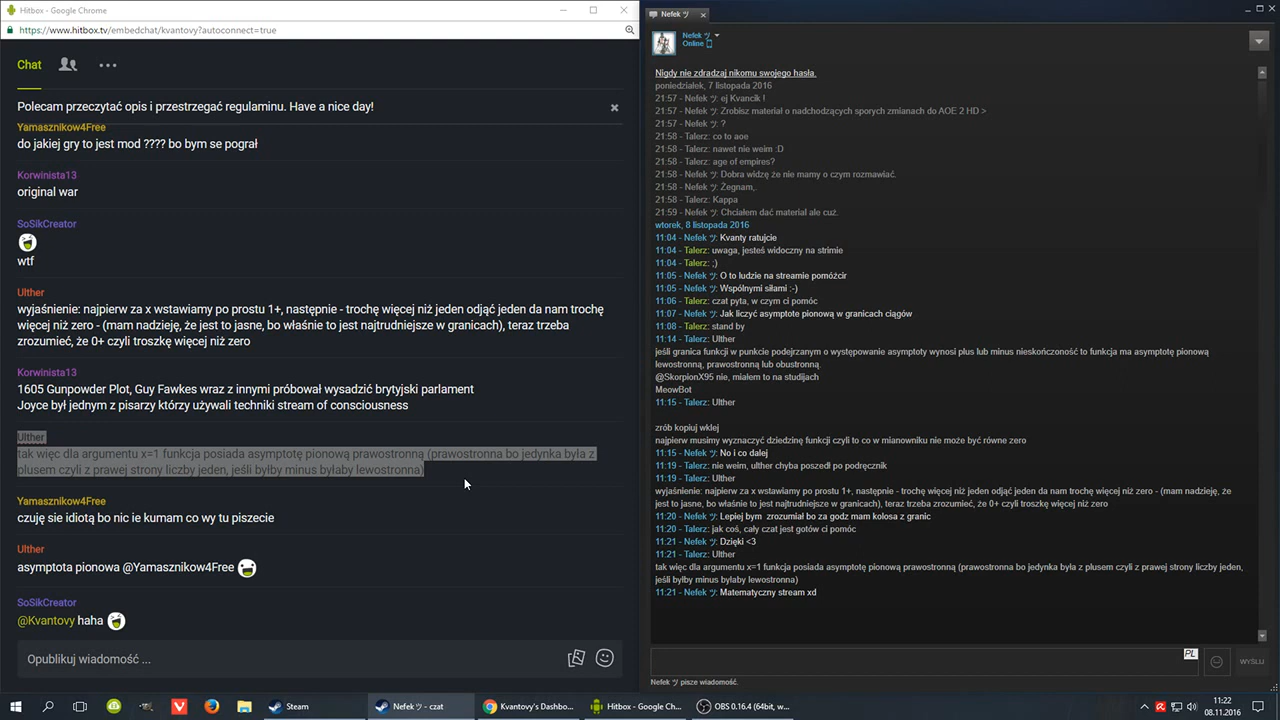 Hitbox - Google Chrome
https://www.hitbox.tv/embedchat/kvantovy?autoconnect=true
Chat
Polecam przeczytać opis i przestrzegać regulaminu. Have a nice day!
Yamasznikow4Free
do jakiej gry to jest mod ???? bo bym se pograł
Korwinista13
original war
SoSikCreator
wtf
Ulther
wyjaśnienie: najpierw za x wstawiamy po prostu 1+, następnie - trochę więcej niż jeden odjąć jeden da nam trochę
więcej niż zero - (mam nadzieję, że jest to jasne, bo właśnie to jest najtrudniejsze w granicach), teraz trzeba
zrozumieć, że 0+ czyli troszkę więcej niż zero
Korwinista13
1605 Gunpowder Plot, Guy Fawkes wraz z innymi próbował wysadzić brytyjski parlament
Joyce był jednym z pisarzy którzy używali techniki stream of consciousness
Ulther
tak więc dla argumentu x=1 funkcja posiada asymptotę pionową prawostronną (prawostronna bo jedynka była z
plusem czyli z prawej strony liczby jeden, jeśli byłby minus byłaby lewostronna)
Yamasznikow4Free
czuję sie idiotą bo nic ie kumam co wy tu piszecie
Ulther
asymptota pionowa @Yamasznikow4Free
SoSikCreator
@Kvantovy haha
Opublikuj wiadomość ...
Nefek ツ
Nefek ツ
Online
Nigdy nie zdradzaj nikomu swojego hasła.
poniedziałek, 7 listopada 2016
21:57 - Nefek ツ: ej Kvancik !
21:57 - Nefek ツ: Zrobisz materiał o nadchodzących sporych zmianach do AOE 2 HD >
21:57 - Nefek ツ: ?
21:58 - Talerz: co to aoe
21:58 - Talerz: nawet nie weim :D
21:58 - Talerz: age of empires?
21:58 - Nefek ツ: Dobra widzę że nie mamy o czym rozmawiać.
21:58 - Nefek ツ: Żegnam,.
21:58 - Talerz: Kappa
21:59 - Nefek ツ: Chciałem dać material ale cuż.
wtorek, 8 listopada 2016
11:04 - Nefek ツ: Kvanty ratujcie
11:04 - Talerz: uwaga, jesteś widoczny na strimie
11:04 - Talerz: ;)
11:05 - Nefek ツ: O to ludzie na streamie pomóżcir
11:05 - Nefek ツ: Wspólnymi siłami :-)
11:06 - Talerz: czat pyta, w czym ci pomóc
11:07 - Nefek ツ: Jak liczyć asymptote pionową w granicach ciągów
11:08 - Talerz: stand by
11:14 - Talerz: Ulther
jeśli granica funkcji w punkcie podejrzanym o występowanie asymptoty wynosi plus lub minus nieskończoność to funkcja ma asymptotę pionową
lewostronną, prawostronną lub obustronną.
@SkorpionX95 nie, miałem to na studijach
MeowBot
11:15 - Talerz: Ulther
zrób kopiuj wklej
najpierw musimy wyznaczyć dziedzinę funkcji czyli to co w mianowniku nie może być równe zero
11:15 - Nefek ツ: No i co dalej
11:19 - Talerz: nie weim, ulther chyba poszedł po podręcznik
11:19 - Talerz: Ulther
wyjaśnienie: najpierw za x wstawiamy po prostu 1+, następnie - trochę więcej niż jeden odjąć jeden da nam trochę więcej niż zero - (mam nadzieję, że
jest to jasne, bo właśnie to jest najtrudniejsze w granicach), teraz trzeba zrozumieć, że 0+ czyli troszkę więcej niż zero
11:20 - Nefek ツ: Lepiej bym zrozumiał bo za godz mam kolosa z granic
11:20 - Talerz: jak coś, cały czat jest gotów ci pomóc
11:21 - Nefek ツ: Dzięki <3
11:21 - Talerz: Ulther
tak więc dla argumentu x=1 funkcja posiada asymptotę pionową prawostronną (prawostronna bo jedynka była z plusem czyli z prawej strony liczby jeden,
jeśli byłby minus byłaby lewostronna)
11:21 - Nefek ツ: Matematyczny stream xd
PL
WYŚLIJ
Nefek ツ pisze wiadomość.
Steam
Nefek ツ - czat
Kvantovy's Dashbo...
Hitbox - Google Chr...
OBS 0.16.4 (64bit, w...
11:22
08.11.2016